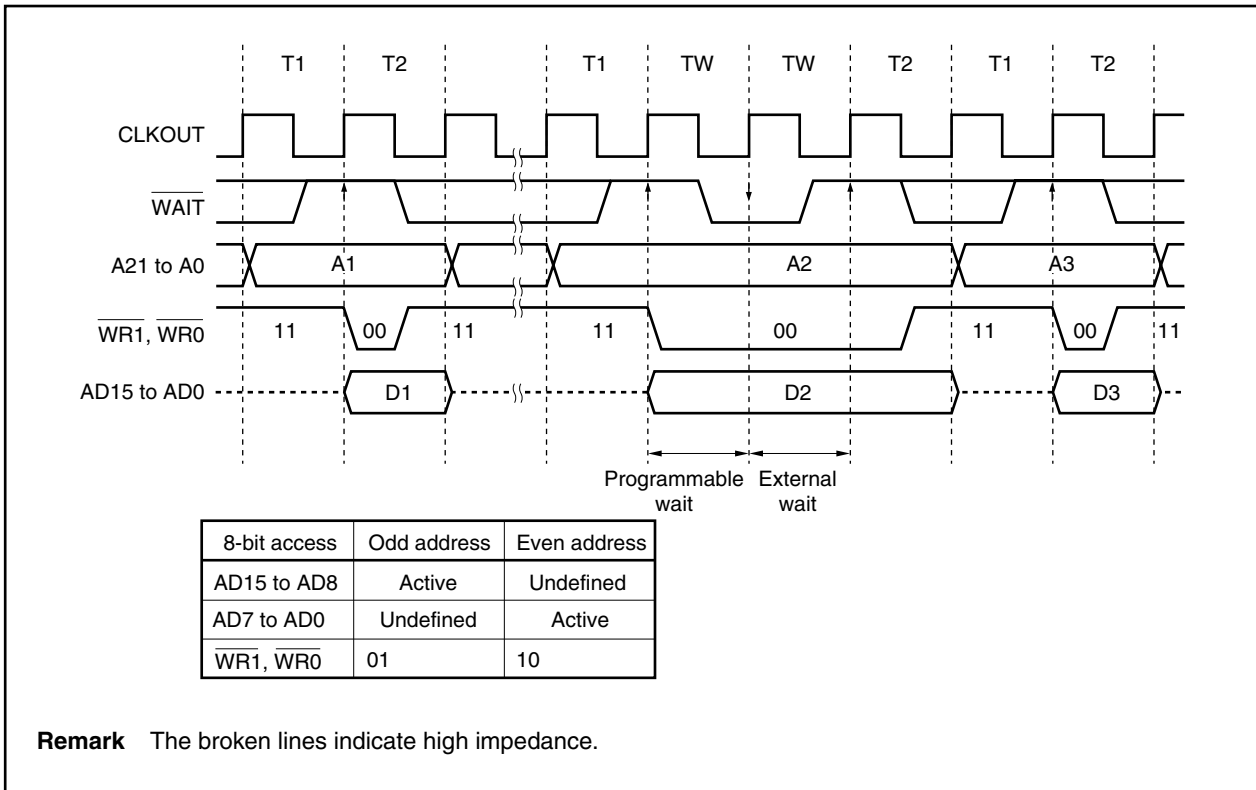 T1 T2 T1 TW TW T2 T1 T2
CLKOUT
WAIT
A21 to A0 A1 A2 A3
WR1, WR0 11 00 11 11 00 11 00 11
AD15 to AD0 D1 D2 D3
Programmable External
wait wait
8-bit access Odd address Even address
AD15 to AD8 Active Undefined
AD7 to AD0 Undefined Active
WR1, WR0 01 10
Remark The broken lines indicate high impedance.